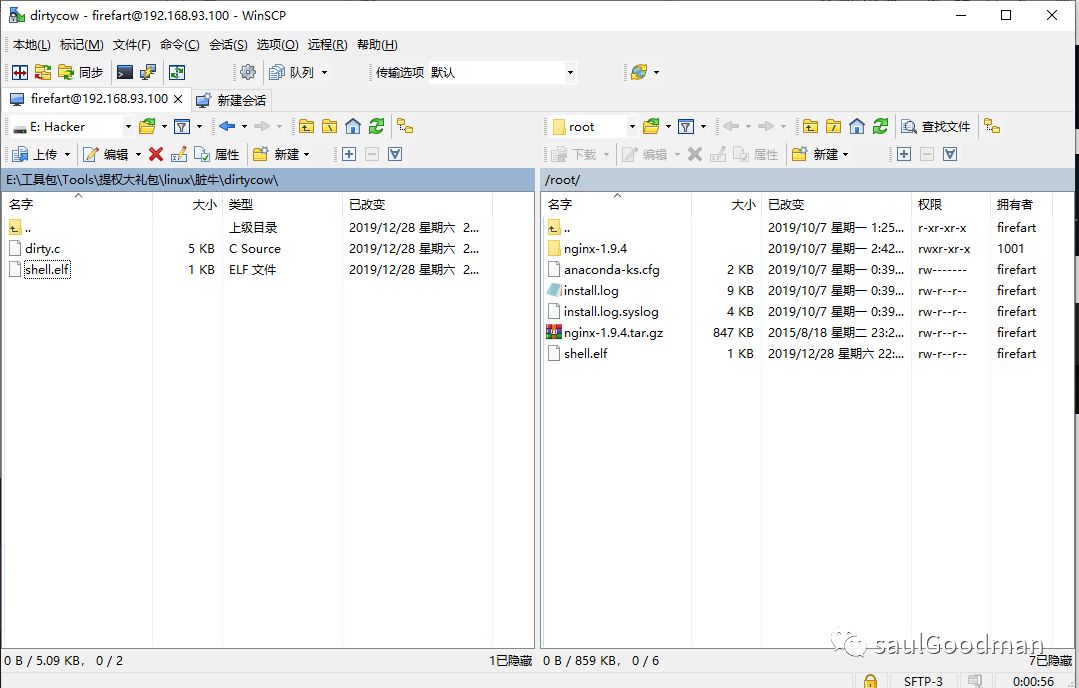 dirtycow - firefart@192.168.93.100 - WinSCP
本地(L) 标记(M) 文件(F) 命令(C) 会话(S) 选项(O) 远程(R) 帮助(H)
同步 队列 传输选项 默认
firefart@192.168.93.100 新建会话
E: Hacker root 查找文件
上传 编辑 属性 新建 下载 编辑 属性 新建
E:\工具包\Tools\提权大礼包\linux\脏牛\dirtycow\ /root/
名字 大小 类型 已改变 名字 大小 已改变 权限 拥有者
.. 上级目录 2019/12/28 星期六 2... .. 2019/10/7 星期一 1:25... r-xr-xr-x firefart
dirty.c 5 KB C Source 2019/12/28 星期六 2... nginx-1.9.4 2019/10/7 星期一 2:42... rwxr-xr-x 1001
shell.elf 1 KB ELF 文件 2019/12/28 星期六 2... anaconda-ks.cfg 2 KB 2019/10/7 星期一 0:39... rw------- firefart
install.log 9 KB 2019/10/7 星期一 0:39... rw-r--r-- firefart
install.log.syslog 4 KB 2019/10/7 星期一 0:39... rw-r--r-- firefart
nginx-1.9.4.tar.gz 847 KB 2015/8/18 星期二 23:2... rw-r--r-- firefart
shell.elf 1 KB 2019/12/28 星期六 22:... rw-r--r-- firefart
saulGoodman
0 B / 5.09 KB, 0 / 2 1已隐藏 0 B / 859 KB, 0 / 6 7已隐藏
SFTP-3 0:00:56